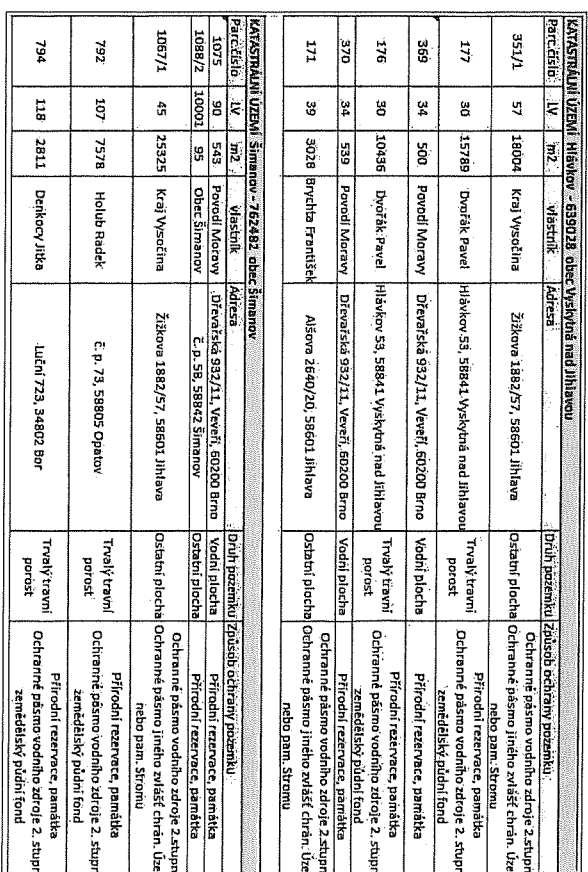 KATASTRÁLNÍ ÚZEMÍ Hlávkov - 639028 obec Vyskytná nad Jihlavou
Parc.číslo LV m2 vlastník Adresa Druh pozemku Způsob ochrany pozemku
351/1 57 18004 Kraj Vysočina Žižkova 1882/57, 58601 Jihlava Ostatní plocha Ochranné pásmo vodního zdroje 2.stupn
Ochranné pásmo jiného zvlášť chrán. Úze
nebo pam. Stromu
177 30 15789 Dvořák Pavel Hlávkov 53, 58841 Vyskytná nad Jihlavou Trvalý travní porost Přírodní rezervace, památka
Ochranné pásmo vodního zdroje 2. stupr
zemědělský půdní fond
369 34 500 Povodí Moravy Dřevařská 932/11, Veveří, 60200 Brno Vodní plocha Přírodní rezervace, památka
176 30 10436 Dvořák Pavel Hlávkov 53, 58841 Vyskytná nad Jihlavou Trvalý travní porost Přírodní rezervace, památka
Ochranné pásmo vodního zdroje 2. stupr
zemědělský půdní fond
370 34 539 Povodí Moravy Dřevařská 932/11, Veveří, 60200 Brno Vodní plocha Přírodní rezervace, památka
171 39 3028 Brychta František Alšova 2640/20, 58601 Jihlava Ostatní plocha Ochranné pásmo vodního zdroje 2.stupn
Ochranné pásmo jiného zvlášť chrán. Úze
nebo pam. Stromu
KATASTRÁLNÍ ÚZEMÍ Šimanov - 762482 obec Šimanov
Parc.číslo LV m2 vlastník Adresa Druh pozemku Způsob ochrany pozemku
1075 90 543 Povodí Moravy Dřevařská 932/11, Veveří, 60200 Brno Vodní plocha Přírodní rezervace, památka
1088/2 10001 95 Obec Šimanov č. p. 58, 58842 Šimanov Ostatní plocha Přírodní rezervace, památka
1067/1 45 25325 Kraj Vysočina Žižkova 1882/57, 58601 Jihlava Ostatní plocha Ochranné pásmo vodního zdroje 2.stupn
Ochranné pásmo jiného zvlášť chrán. Úze
nebo pam. Stromu
792 107 7578 Holub Radek č. p. 73, 58805 Opatov Trvalý travní porost Přírodní rezervace, památka
Ochranné pásmo vodního zdroje 2. stupr
zemědělský půdní fond
794 118 2811 Denkocy Jitka Luční 723, 34802 Bor Trvalý travní porost Přírodní rezervace, památka
Ochranné pásmo vodního zdroje 2. stupr
zemědělský půdní fond